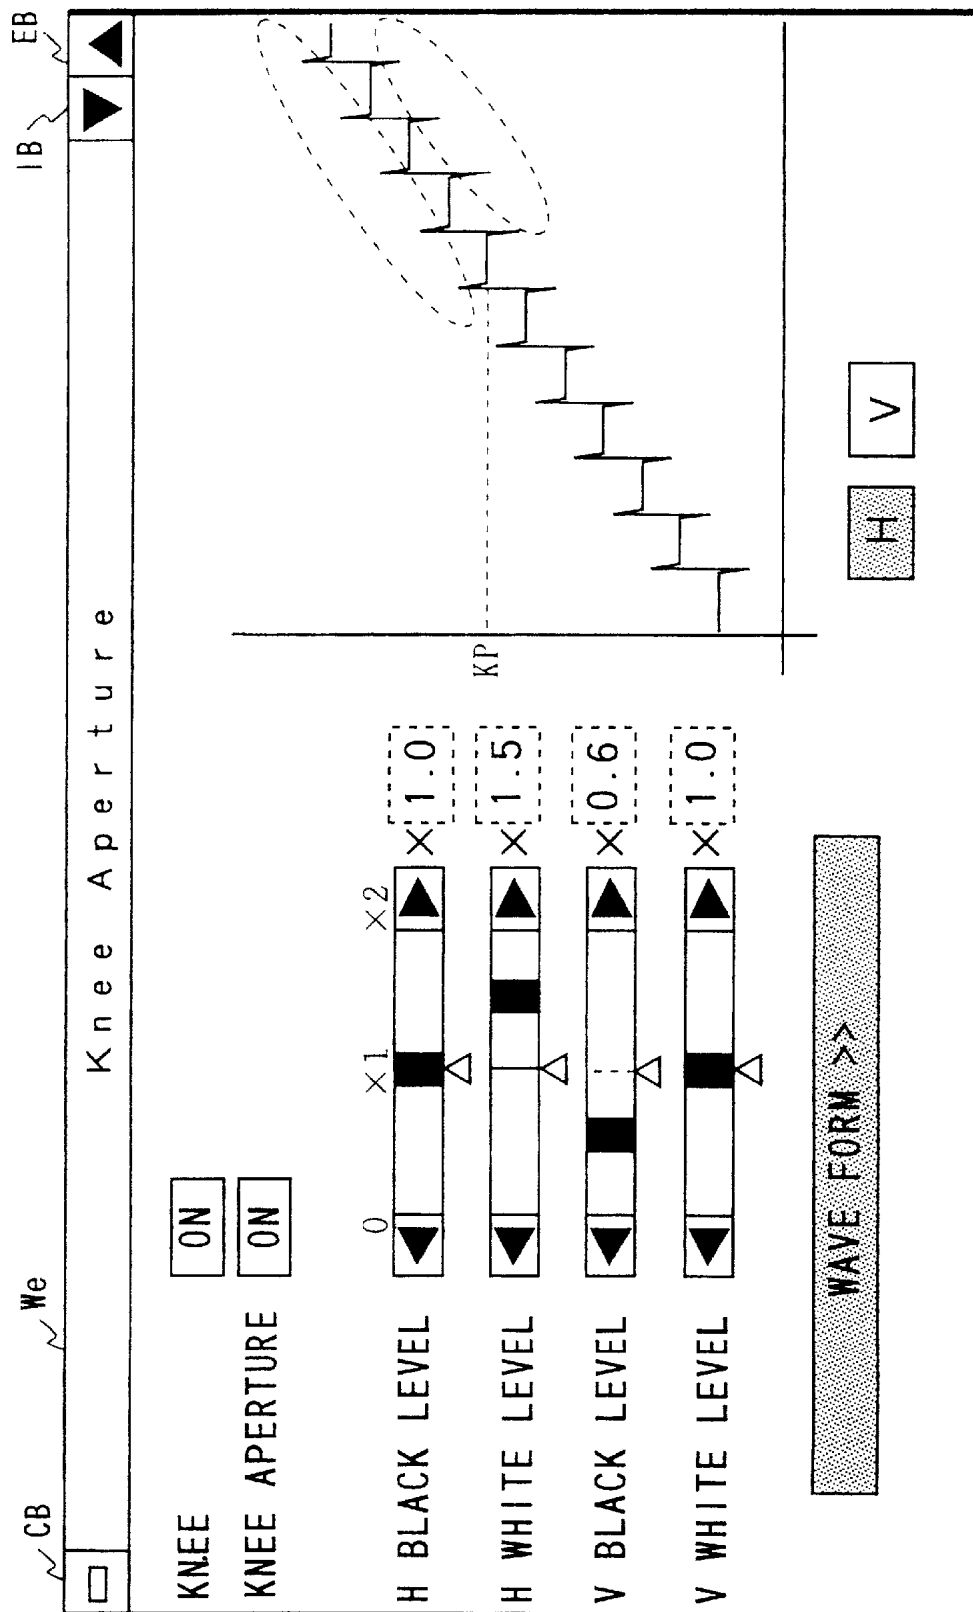 CB We IB EB
Knee Aperture
KNEE ON
KNEE APERTURE ON
0 ×1 ×2
H BLACK LEVEL × 1.0
H WHITE LEVEL × 1.5
V BLACK LEVEL × 0.6
V WHITE LEVEL × 1.0
WAVE FORM >>
KP
H V